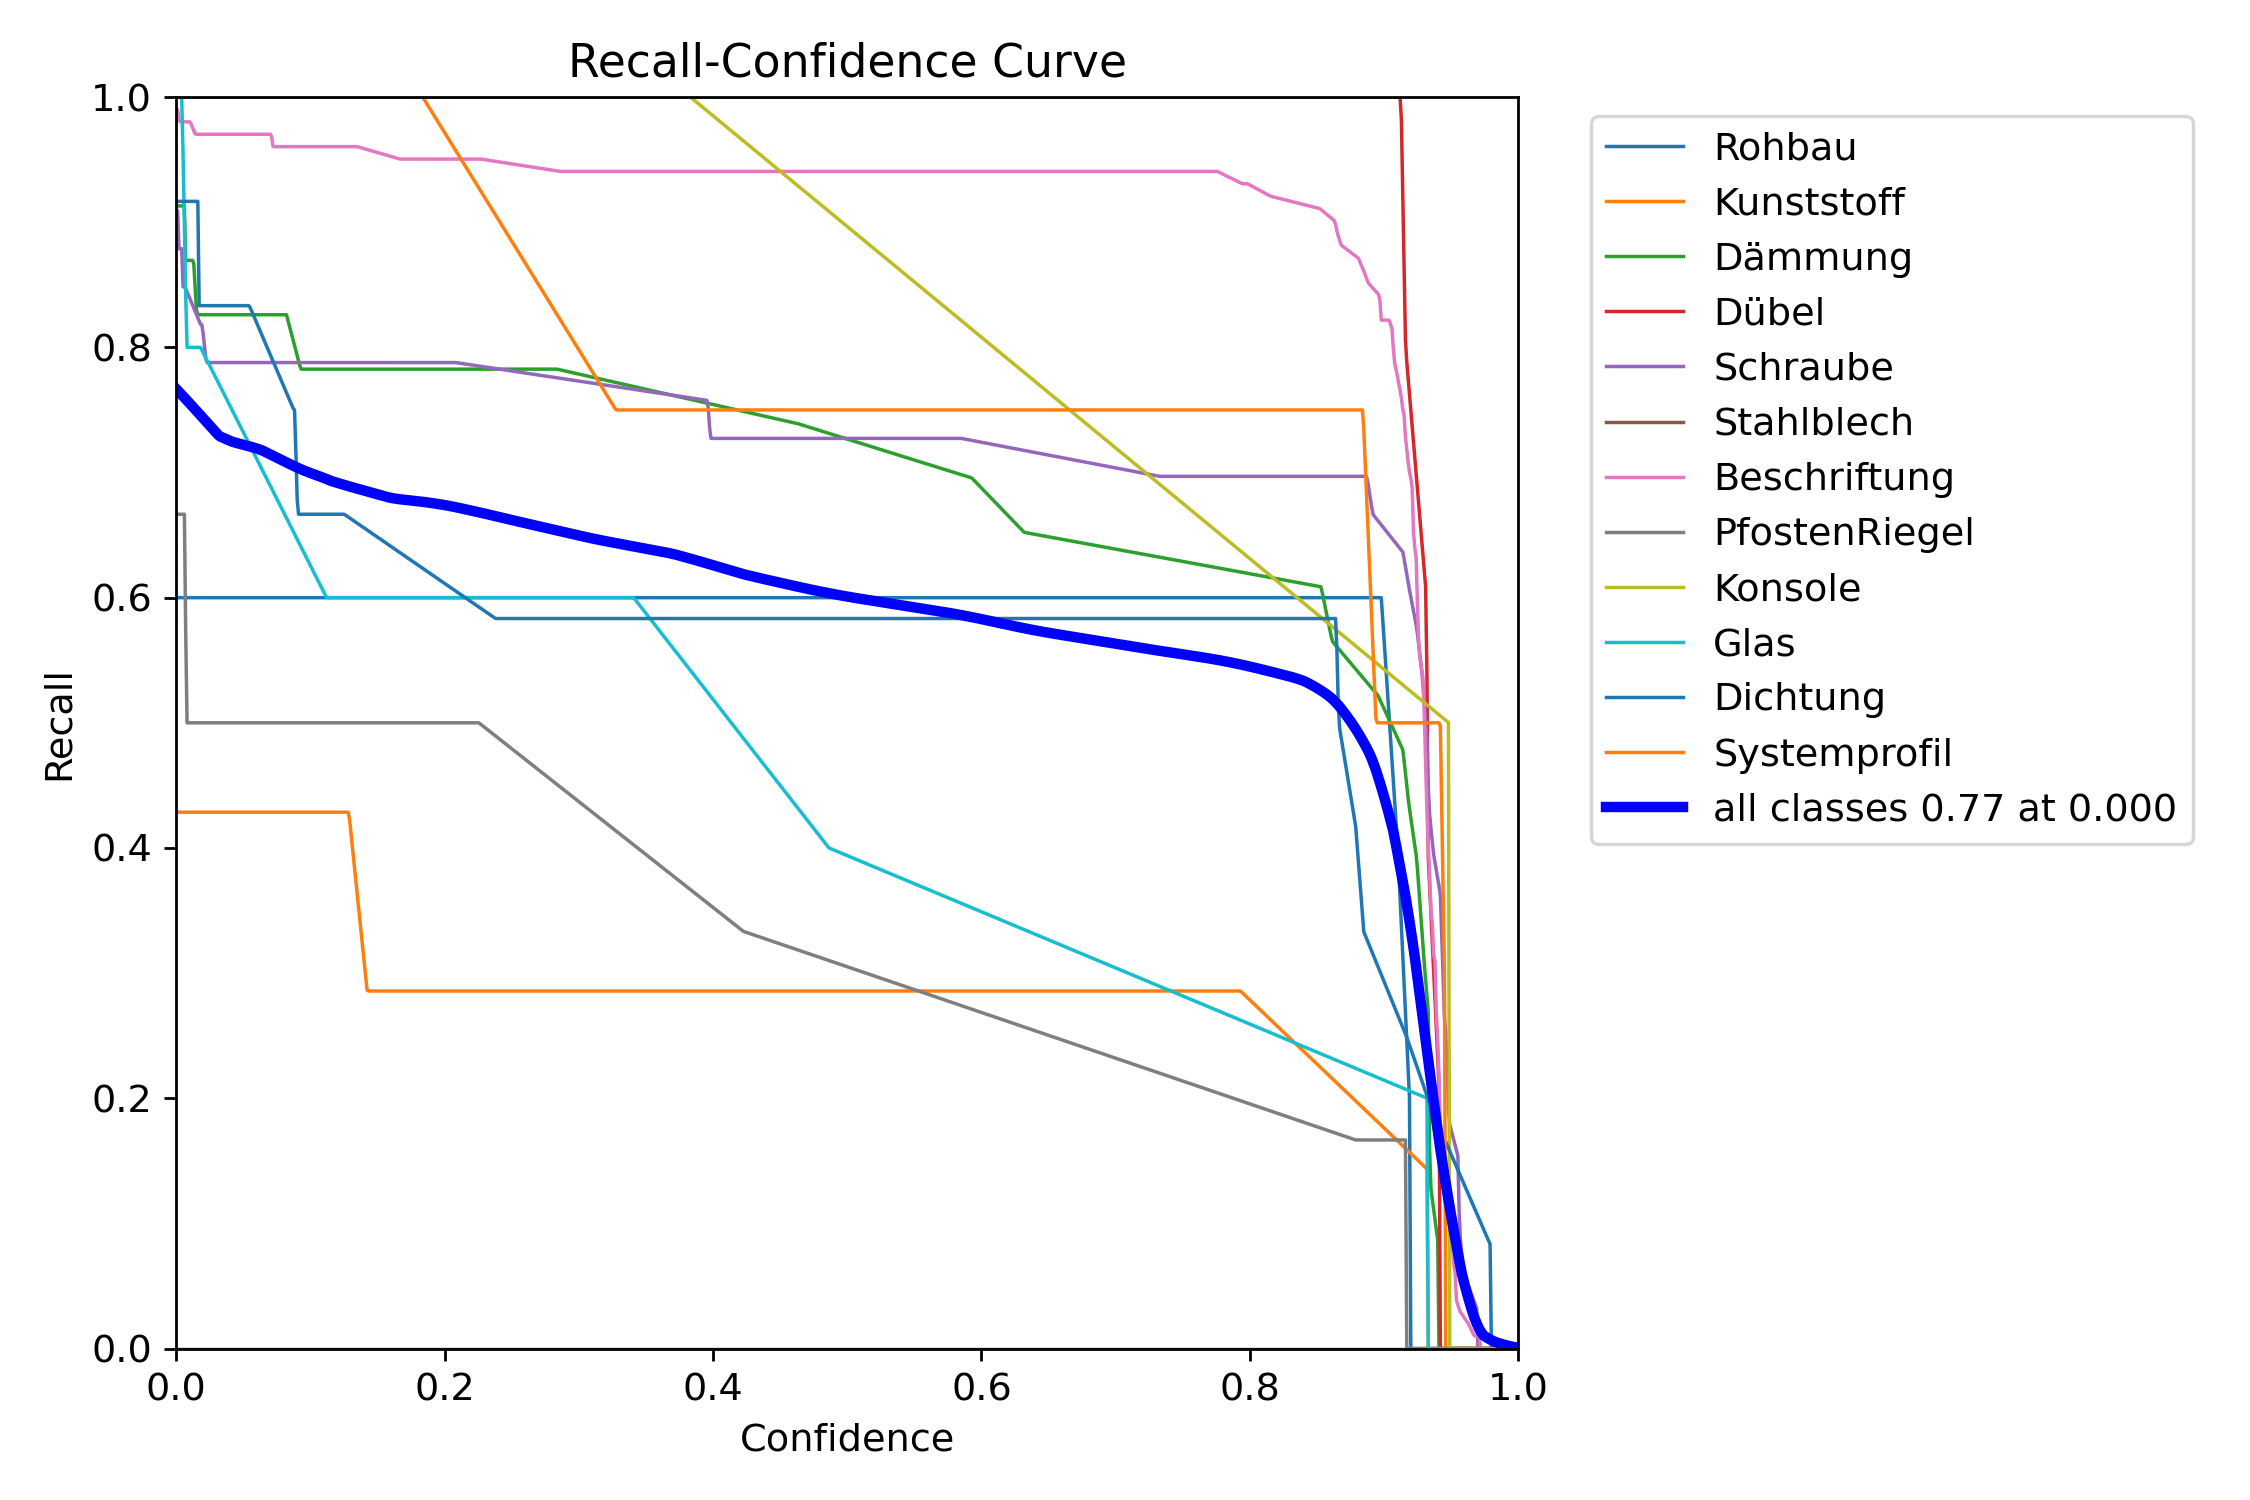 Recall-Confidence Curve
1.0
0.8
0.6
0.4
0.2
0.0
Recall
0.0 0.2 0.4 0.6 0.8 1.0
Confidence
Rohbau
Kunststoff
Dämmung
Dübel
Schraube
Stahlblech
Beschriftung
PfostenRiegel
Konsole
Glas
Dichtung
Systemprofil
all classes 0.77 at 0.000